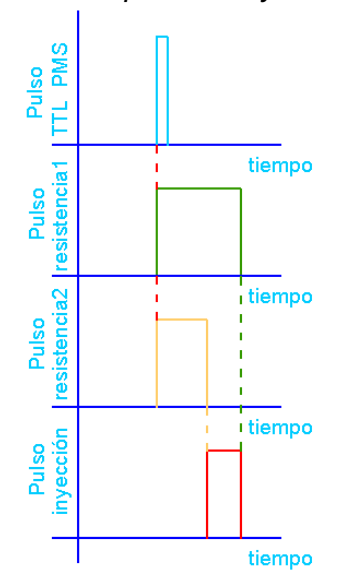 Pulso
TTL PMS
tiempo
Pulso
resistencia1
tiempo
Pulso
resistencia2
tiempo
Pulso
inyección
tiempo